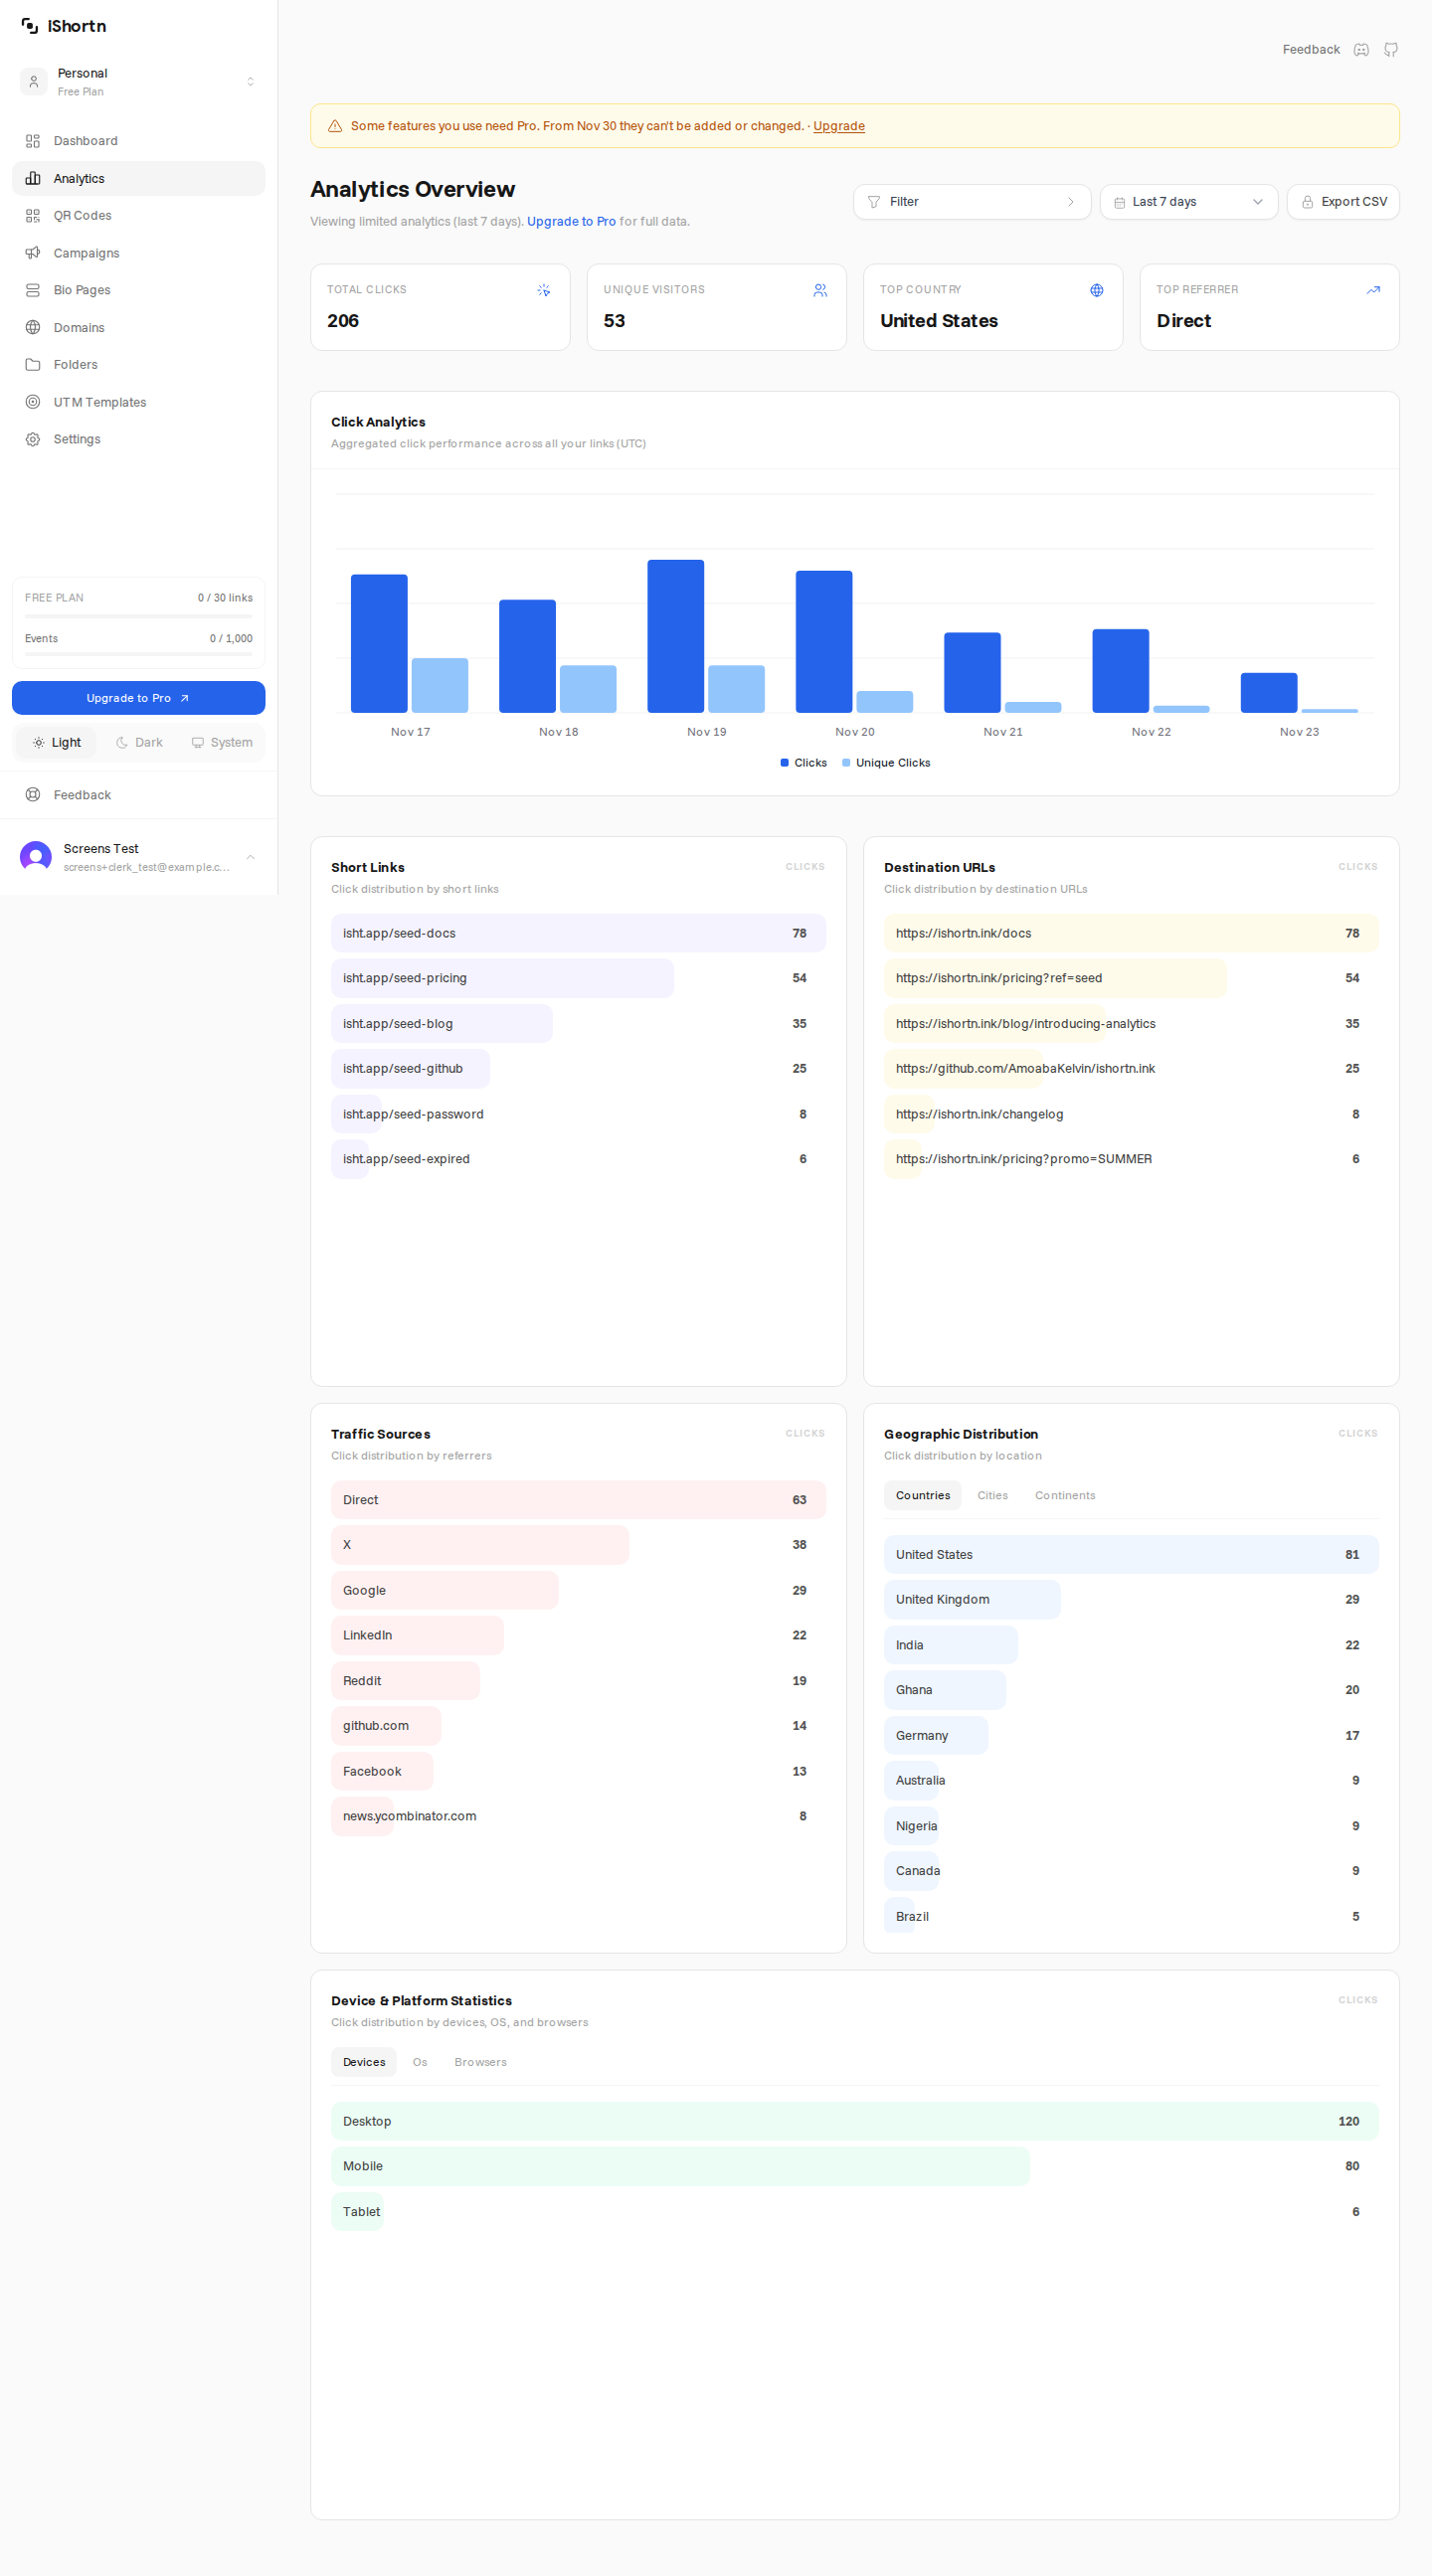 iShortn
Personal
Free Plan
Dashboard
Analytics
QR Codes
Campaigns
Bio Pages
Domains
Folders
UTM Templates
Settings
FREE PLAN 0 / 30 links
Events 0 / 1,000
Upgrade to Pro
Light Dark System
Feedback
Screens Test
screens+clerk_test@example.c...
Feedback
Some features you use need Pro. From Nov 30 they can't be added or changed. · Upgrade
Analytics Overview
Viewing limited analytics (last 7 days). Upgrade to Pro for full data.
Filter
Last 7 days
Export CSV
TOTAL CLICKS
206
UNIQUE VISITORS
53
TOP COUNTRY
United States
TOP REFERRER
Direct
Click Analytics
Aggregated click performance across all your links (UTC)
Nov 17 Nov 18 Nov 19 Nov 20 Nov 21 Nov 22 Nov 23
Clicks Unique Clicks
Short Links CLICKS
Click distribution by short links
isht.app/seed-docs 78
isht.app/seed-pricing 54
isht.app/seed-blog 35
isht.app/seed-github 25
isht.app/seed-password 8
isht.app/seed-expired 6
Destination URLs CLICKS
Click distribution by destination URLs
https://ishortn.ink/docs 78
https://ishortn.ink/pricing?ref=seed 54
https://ishortn.ink/blog/introducing-analytics 35
https://github.com/AmoabaKelvin/ishortn.ink 25
https://ishortn.ink/changelog 8
https://ishortn.ink/pricing?promo=SUMMER 6
Traffic Sources CLICKS
Click distribution by referrers
Direct 63
X 38
Google 29
LinkedIn 22
Reddit 19
github.com 14
Facebook 13
news.ycombinator.com 8
Geographic Distribution CLICKS
Click distribution by location
Countries Cities Continents
United States 81
United Kingdom 29
India 22
Ghana 20
Germany 17
Australia 9
Nigeria 9
Canada 9
Brazil 5
Device & Platform Statistics CLICKS
Click distribution by devices, OS, and browsers
Devices Os Browsers
Desktop 120
Mobile 80
Tablet 6